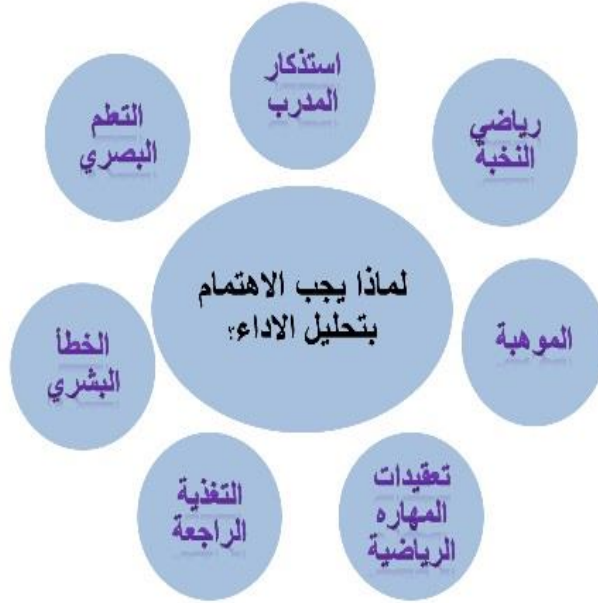 لماذا يجب الاهتمام
بتحليل الاداء؟
استذكار
المدرب
رياضي
النخبة
الموهبة
تعقيدات
المهاره
الرياضية
التغذية
الراجعة
الخطأ
البشري
التعلم
البصري